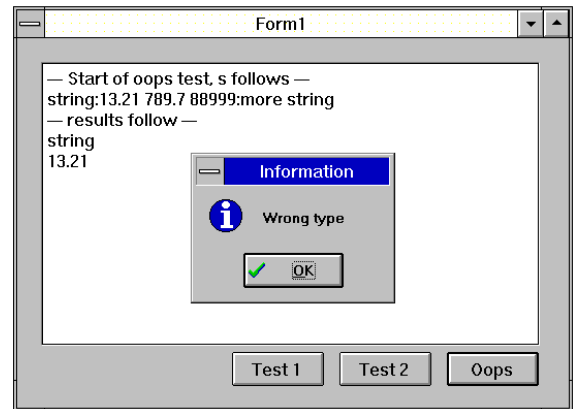 Form1
— Start of oops test, s follows —
string:13.21 789.7 88999:more string
— results follow —
string
13.21
Information
Wrong type
OK
Test 1
Test 2
Oops